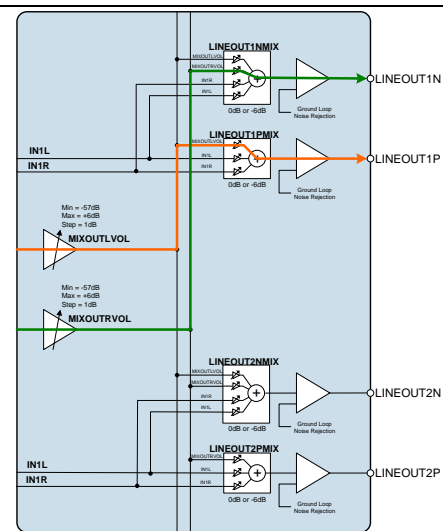 LINEOUT1NMIX
MIXOUTLVOL
MIXOUTRVOL
IN1R
IN1L
LINEOUT1N
0dB or -6dB
Ground Loop
Noise Rejection
LINEOUT1PMIX
MIXOUTLVOL
IN1L
IN1R
LINEOUT1P
0dB or -6dB
Ground Loop
Noise Rejection
IN1L
IN1R
Min = -57dB
Max = +6dB
Step = 1dB
MIXOUTLVOL
Min = -57dB
Max = +6dB
Step = 1dB
MIXOUTRVOL
LINEOUT2NMIX
MIXOUTLVOL
MIXOUTRVOL
IN1R
IN1L
LINEOUT2N
0dB or -6dB
Ground Loop
Noise Rejection
LINEOUT2PMIX
MIXOUTRVOL
IN1L
IN1R
LINEOUT2P
0dB or -6dB
Ground Loop
Noise Rejection
IN1L
IN1R